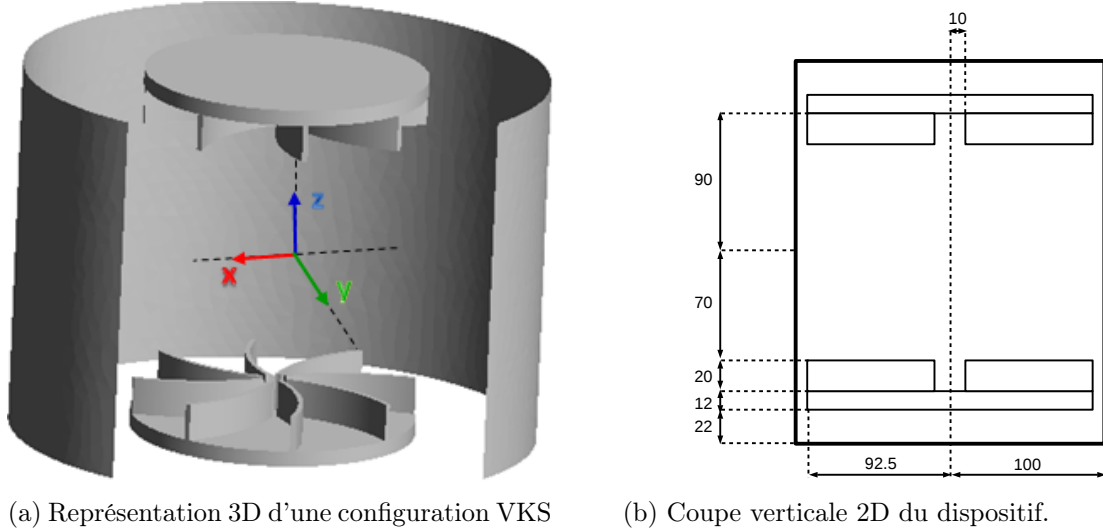 10
90
70
20
12
22
92.5
100
z
x
y
(a) Représentation 3D d'une configuration VKS
(b) Coupe verticale 2D du dispositif.